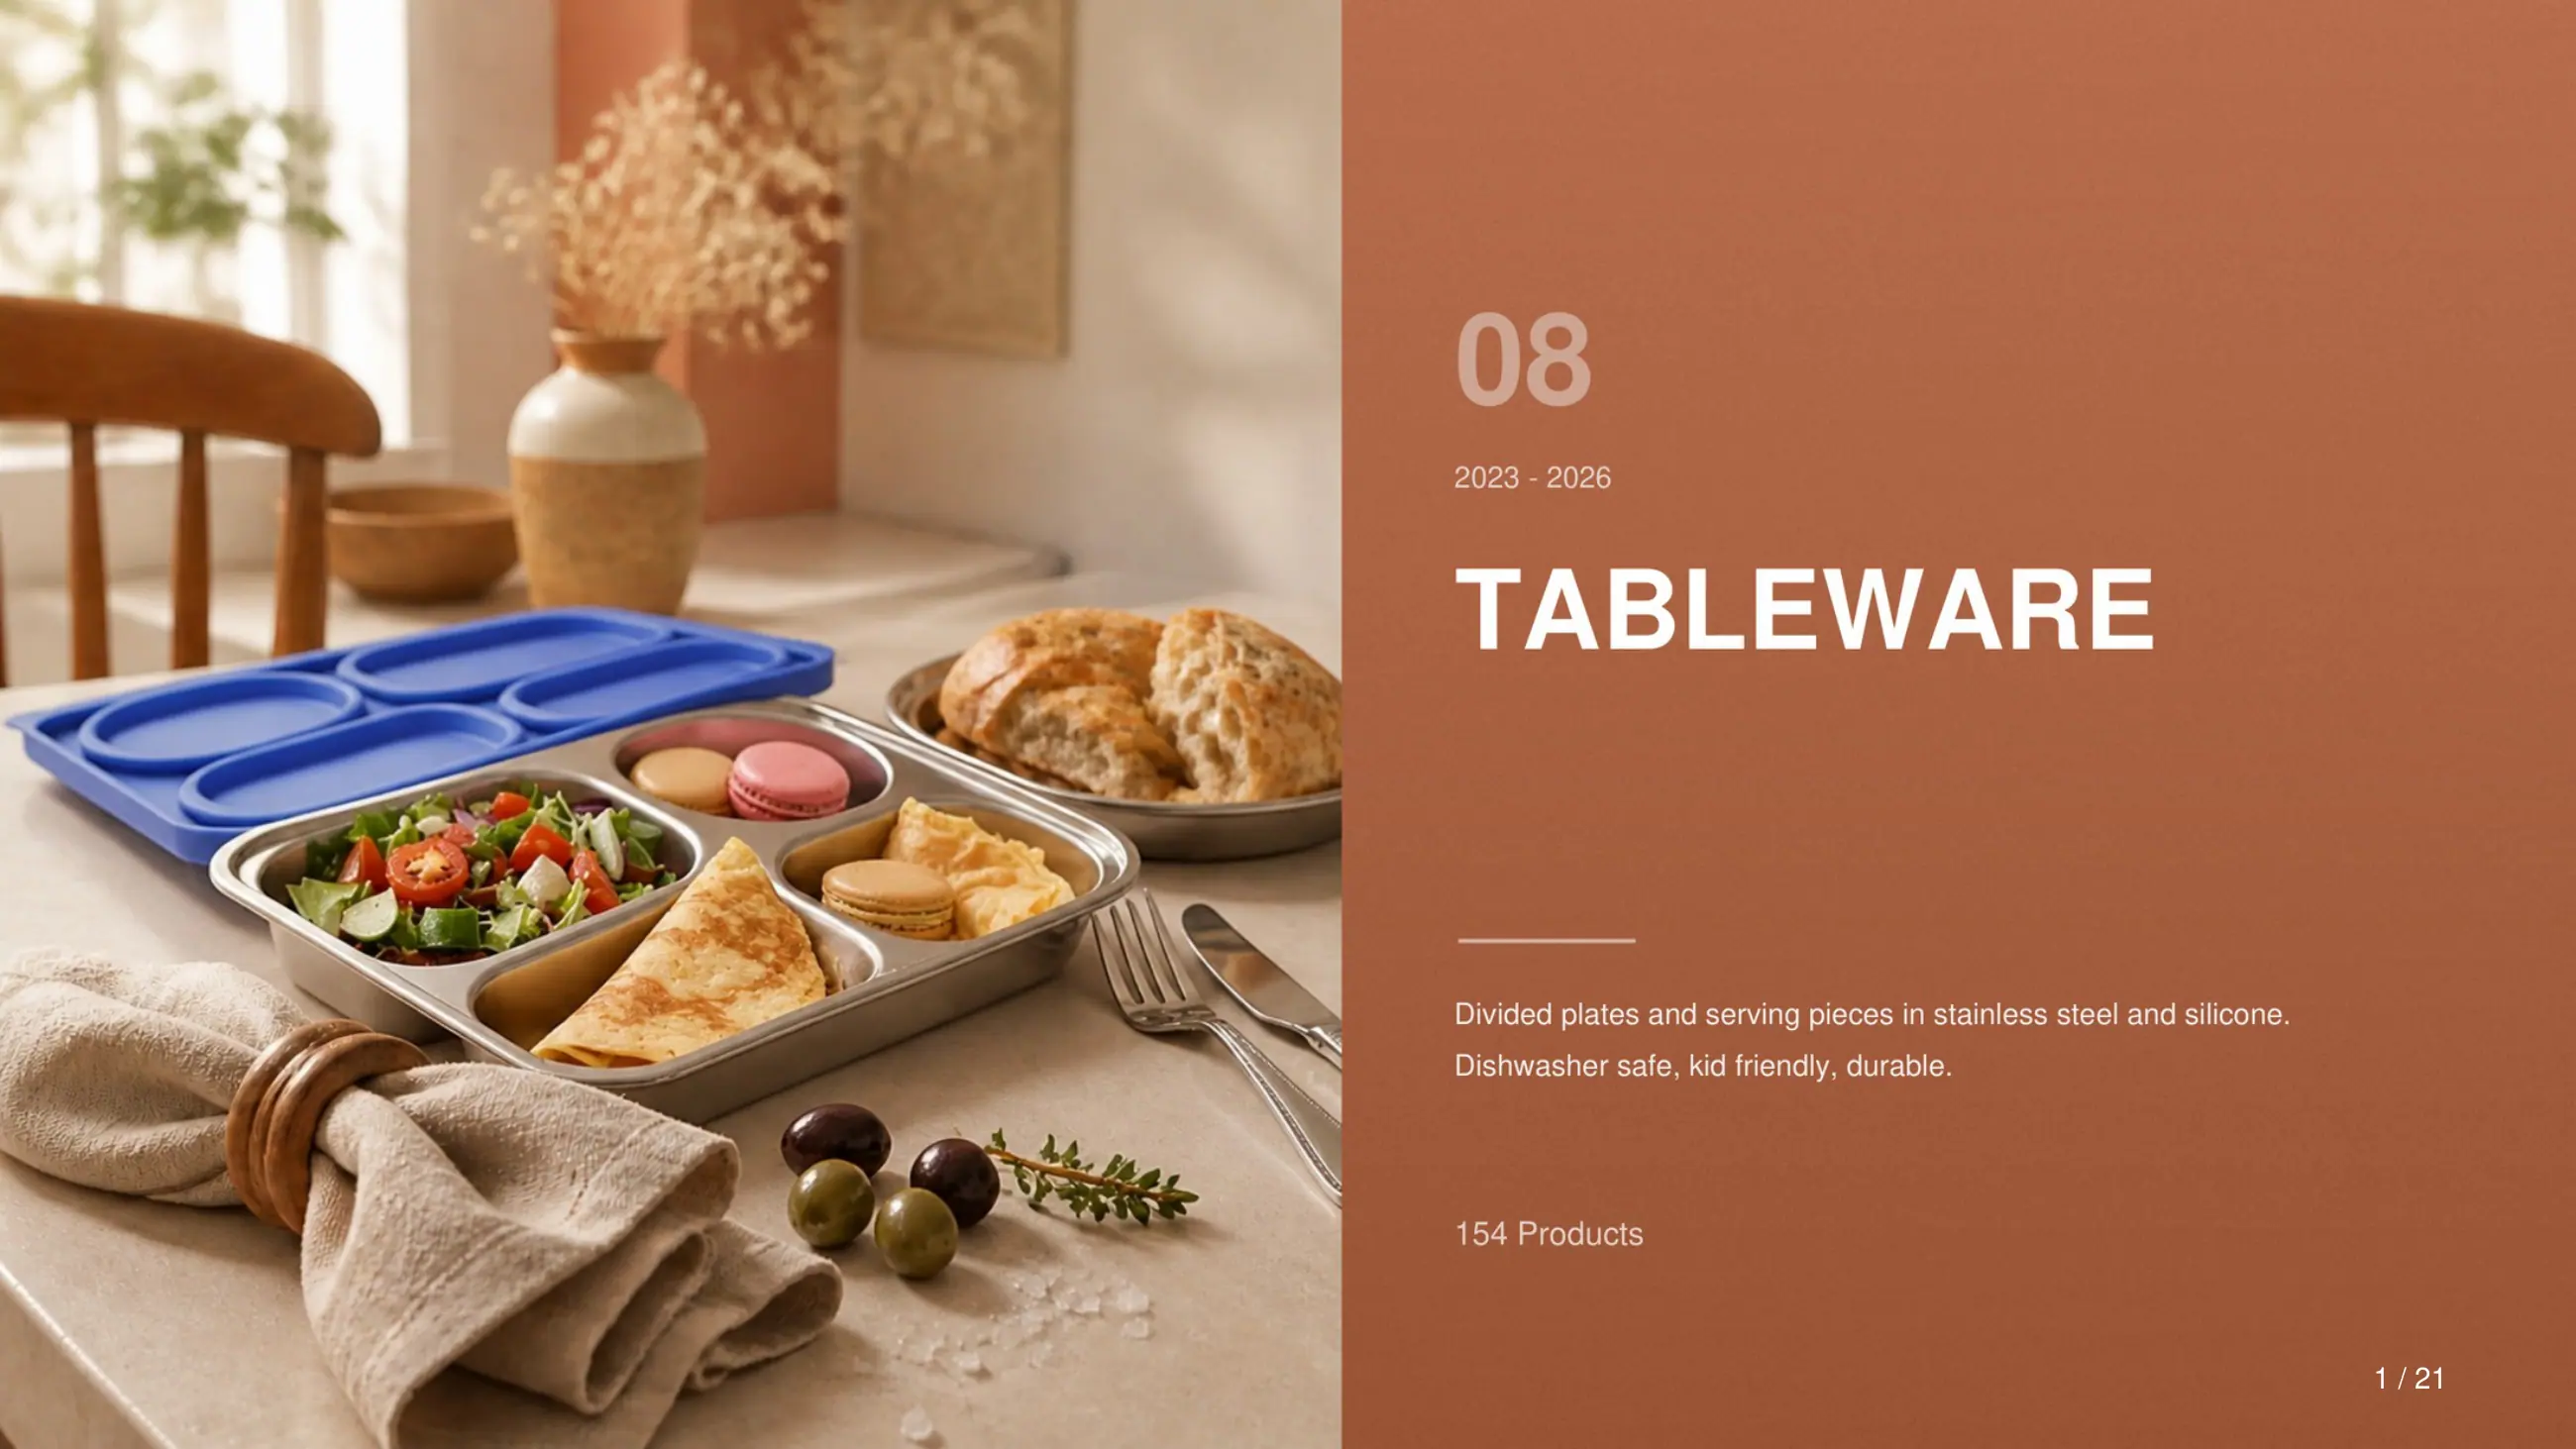 08
2023 - 2026
TABLEWARE
Divided plates and serving pieces in stainless steel and silicone.
Dishwasher safe, kid friendly, durable.
154 Products
1 / 21